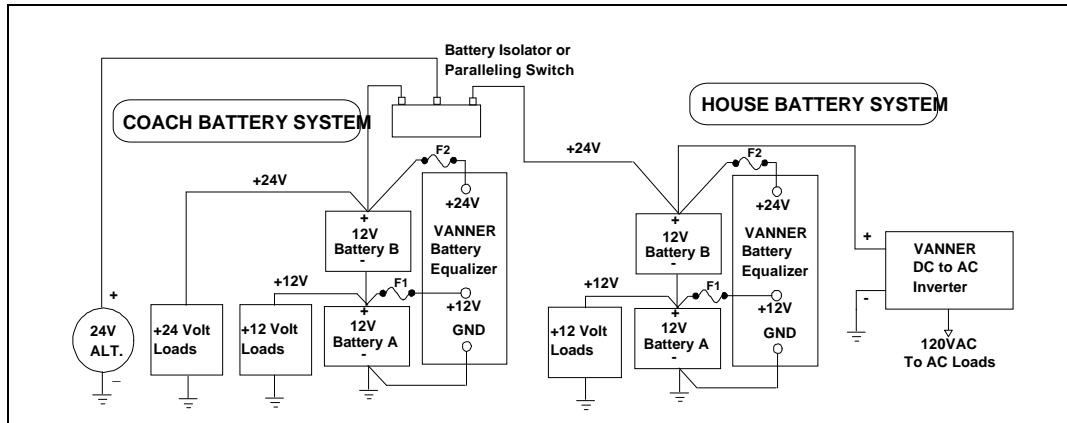 Battery Isolator or
Paralleling Switch
COACH BATTERY SYSTEM
HOUSE BATTERY SYSTEM
F2
+24V
+24V
VANNER
Battery
Equalizer
+
12V
Battery B
-
+12V
F1
+12V
GND
+
12V
Battery A
-
+
24V
ALT.
-
+24 Volt
Loads
+12 Volt
Loads
+24V
F2
+24V
VANNER
Battery
Equalizer
+
12V
Battery B
-
+12V
F1
+12V
GND
+
12V
Battery A
-
+12 Volt
Loads
+
-
VANNER
DC to AC
Inverter
120VAC
To AC Loads